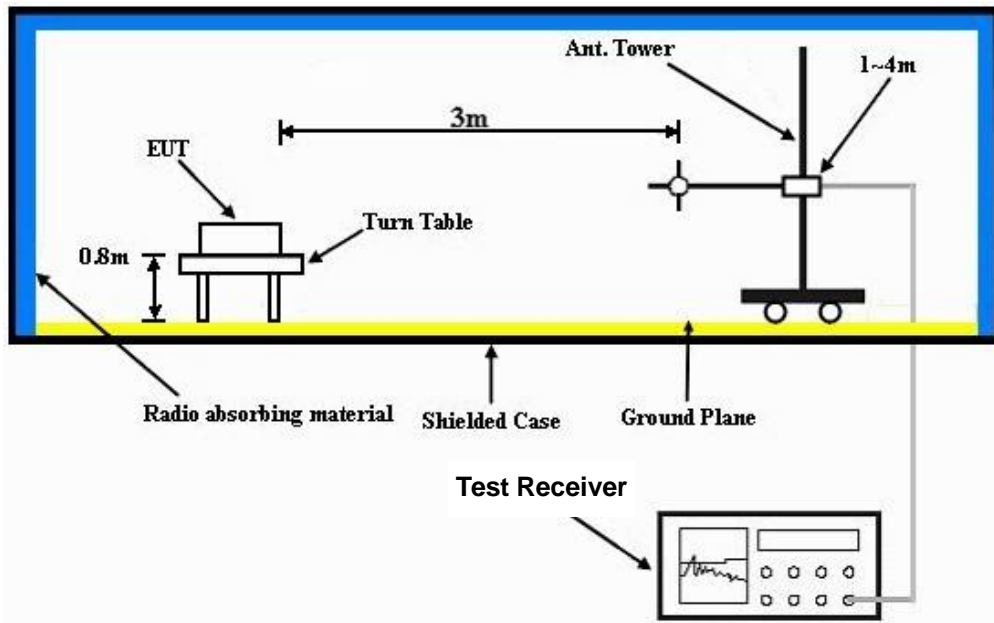 Ant. Tower
1~4m
3m
EUT
Turn Table
0.8m
Radio absorbing material
Shielded Case
Ground Plane
Test Receiver